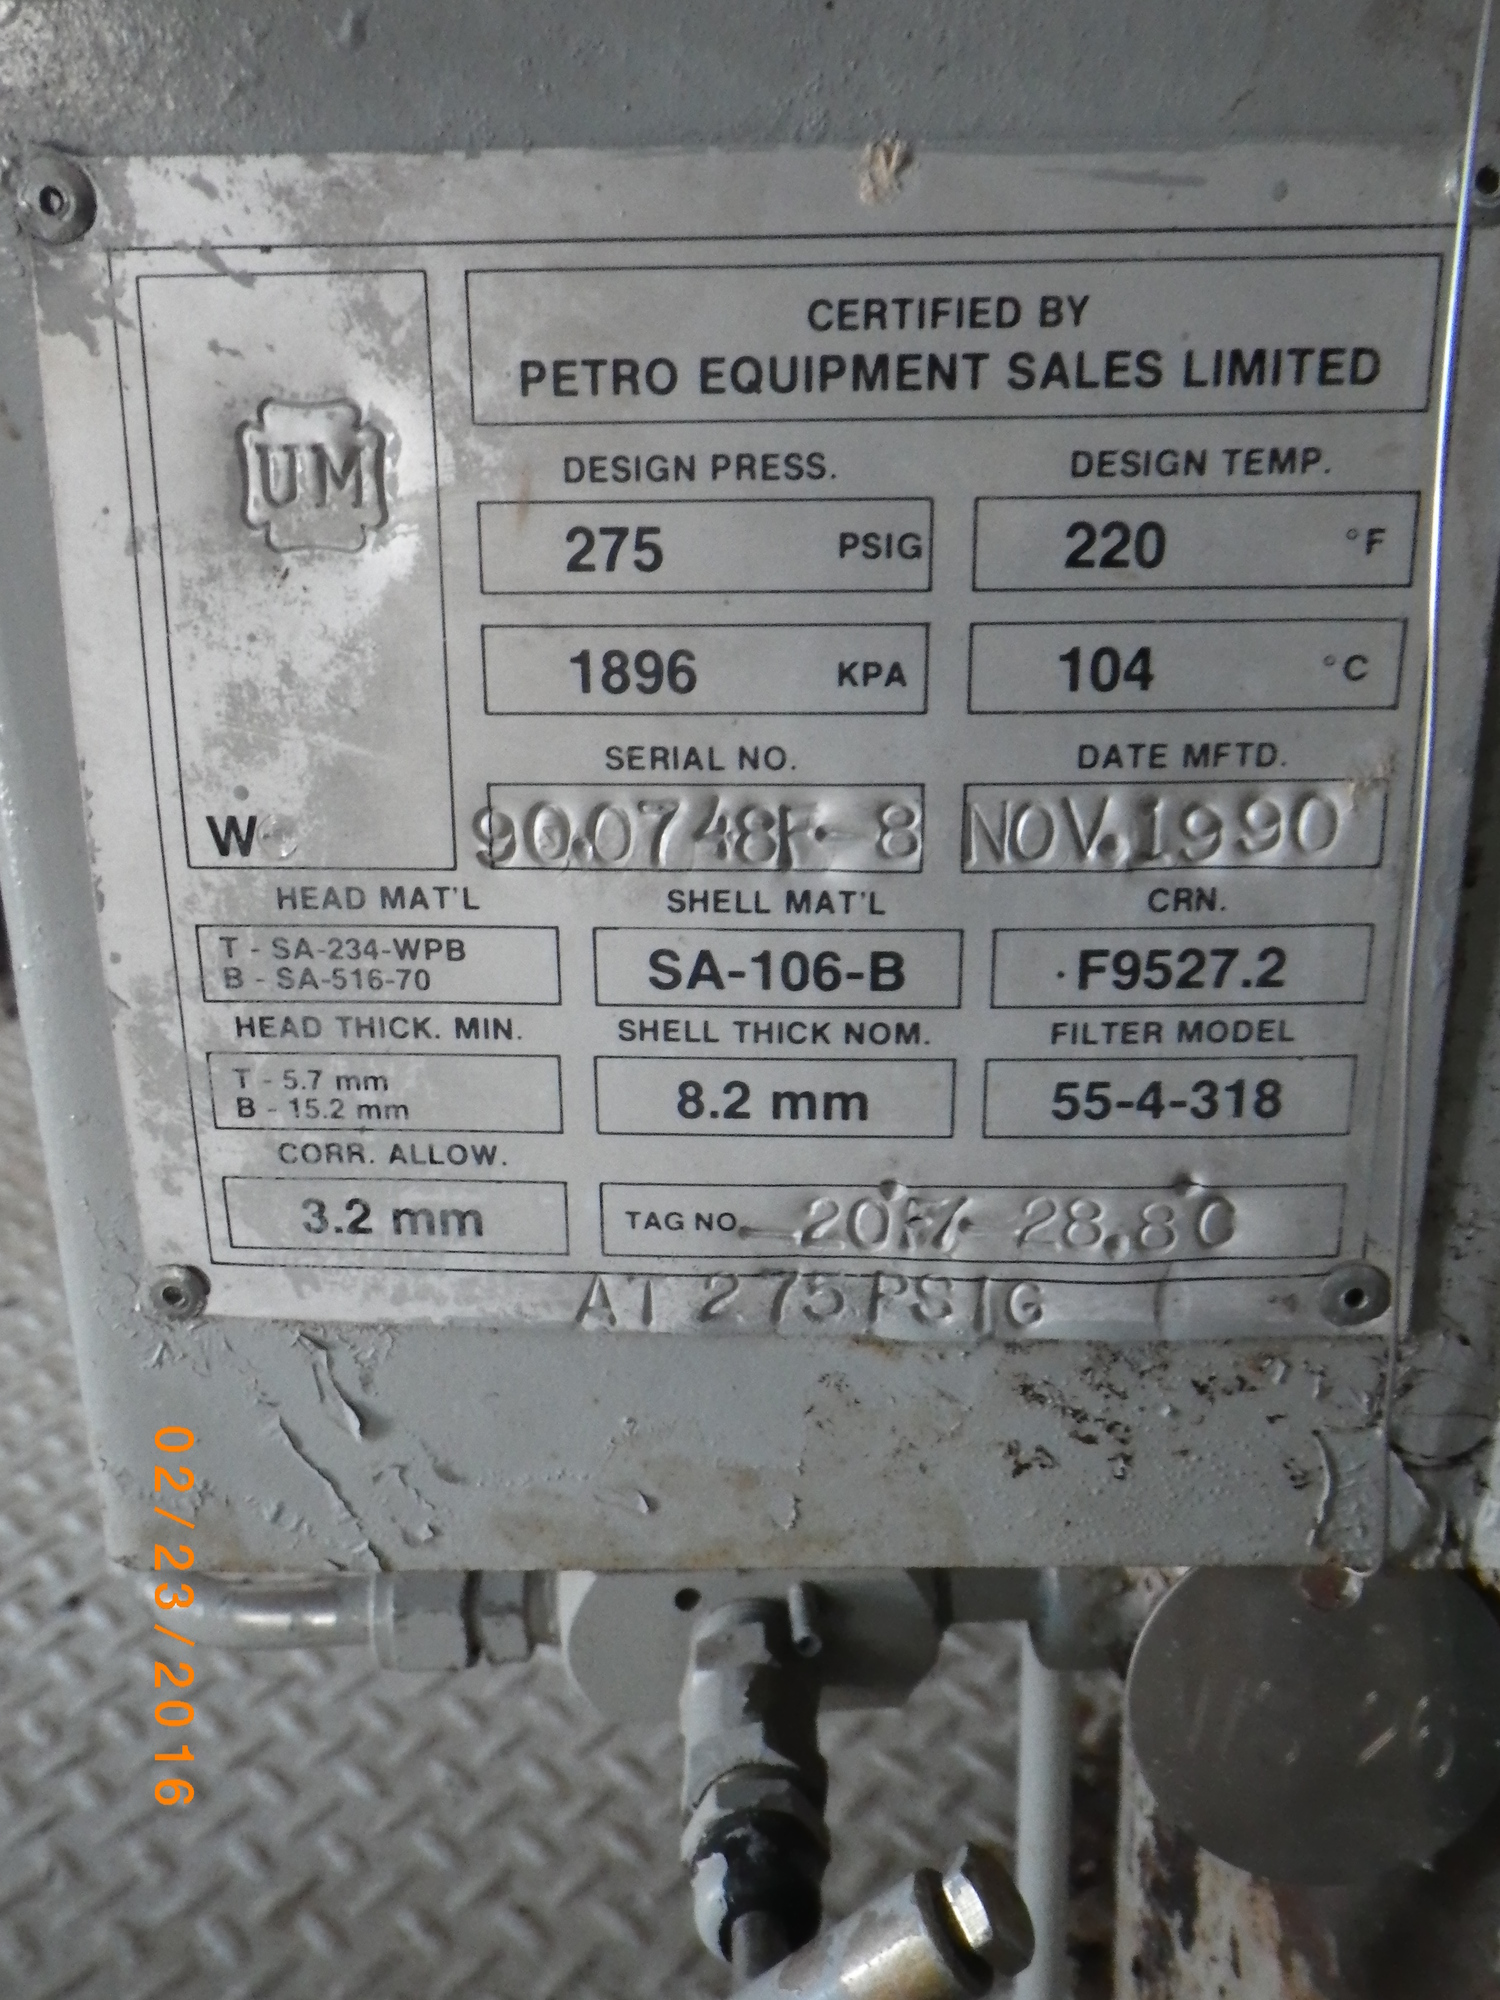 CERTIFIED BY
PETRO EQUIPMENT SALES LIMITED
UM
W
DESIGN PRESS. DESIGN TEMP.
275 PSIG 220 °F
1896 KPA 104 °C
SERIAL NO. DATE MFTD.
90.0748F-8 NOV.1990
HEAD MAT'L SHELL MAT'L CRN.
T - SA-234-WPB
B - SA-516-70
SA-106-B F9527.2
HEAD THICK. MIN. SHELL THICK NOM. FILTER MODEL
T - 5.7 mm
B - 15.2 mm
8.2 mm 55-4-318
CORR. ALLOW.
3.2 mm TAG NO. 28.80
AT 275 PSIG
02/23/2016